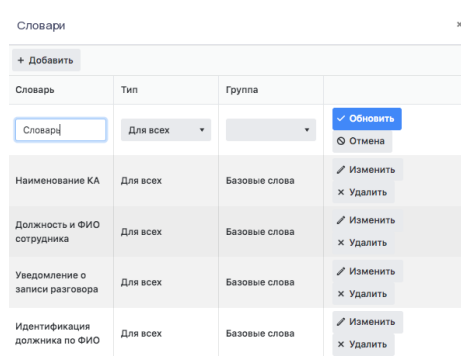 Словари
×
+ Добавить
Словарь Тип Группа
Словарь Для всех Обновить
Отмена
Наименование КА Для всех Базовые слова Изменить
Удалить
Должность и ФИО сотрудника Для всех Базовые слова Изменить
Удалить
Уведомление о записи разговора Для всех Базовые слова Изменить
Удалить
Идентификация должника по ФИО Для всех Базовые слова Изменить
Удалить